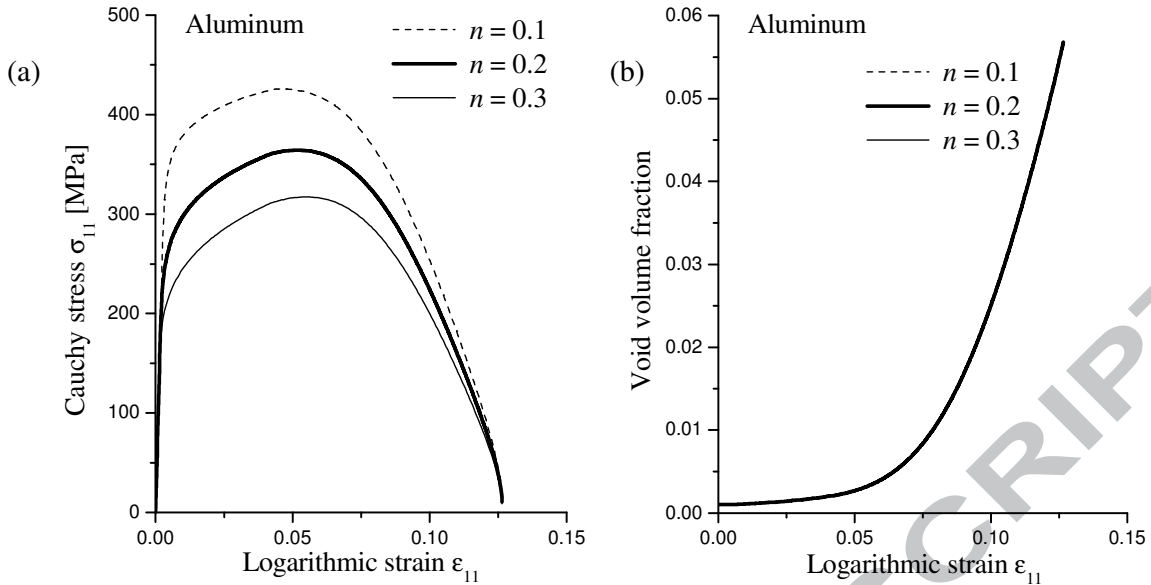 (a)
Aluminum
n = 0.1
n = 0.2
n = 0.3
500
400
300
200
100
0
Cauchy stress σ11 [MPa]
0.00 0.05 0.10 0.15
Logarithmic strain ε11
(b)
Aluminum
n = 0.1
n = 0.2
n = 0.3
0.06
0.05
0.04
0.03
0.02
0.01
0.00
Void volume fraction
0.00 0.05 0.10 0.15
Logarithmic strain ε11
CRIPT